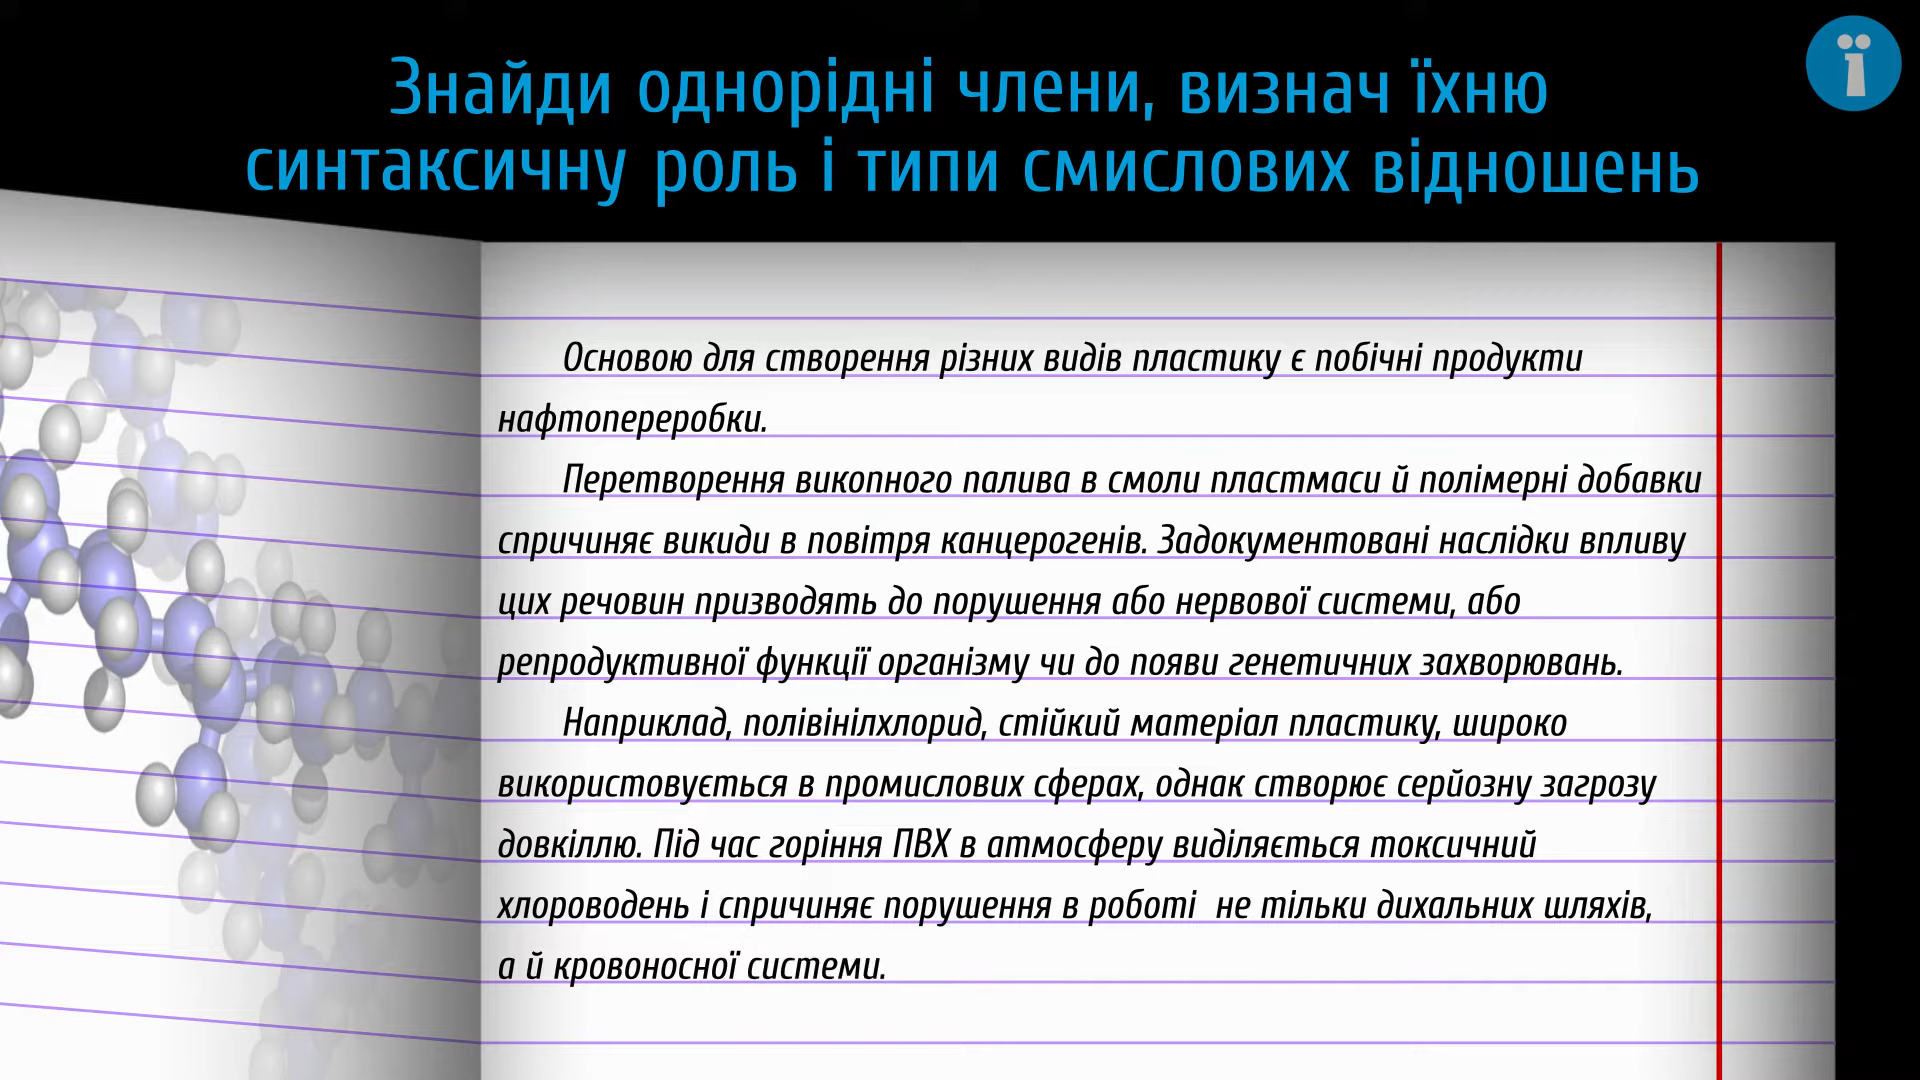 Знайди однорідні члени, визнач їхню
синтаксичну роль і типи смислових відношень
ї
Основою для створення різних видів пластику є побічні продукти
нафтопереробки.
Перетворення викопного палива в смоли пластмаси й полімерні добавки
спричиняє викиди в повітря канцерогенів. Задокументовані наслідки впливу
цих речовин призводять до порушення або нервової системи, або
репродуктивної функції організму чи до появи генетичних захворювань.
Наприклад, полівінілхлорид, стійкий матеріал пластику, широко
використовується в промислових сферах, однак створює серйозну загрозу
довкіллю. Під час горіння ПВХ в атмосферу виділяється токсичний
хлороводень і спричиняє порушення в роботі  не тільки дихальних шляхів,
а й кровоносної системи.